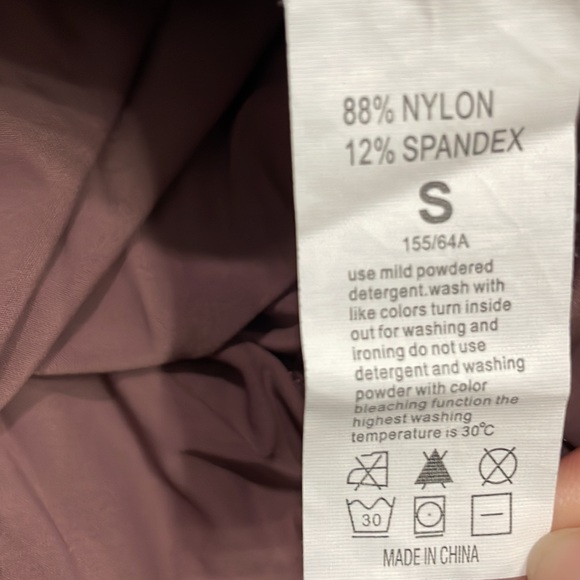 88% NYLON
12% SPANDEX
S
155/64A
use mild powdered
detergent.wash with
like colors turn inside
out for washing and
ironing do not use
detergent and washing
powder with color
bleaching function the
highest washing
temperature is 30℃
30
MADE IN CHINA